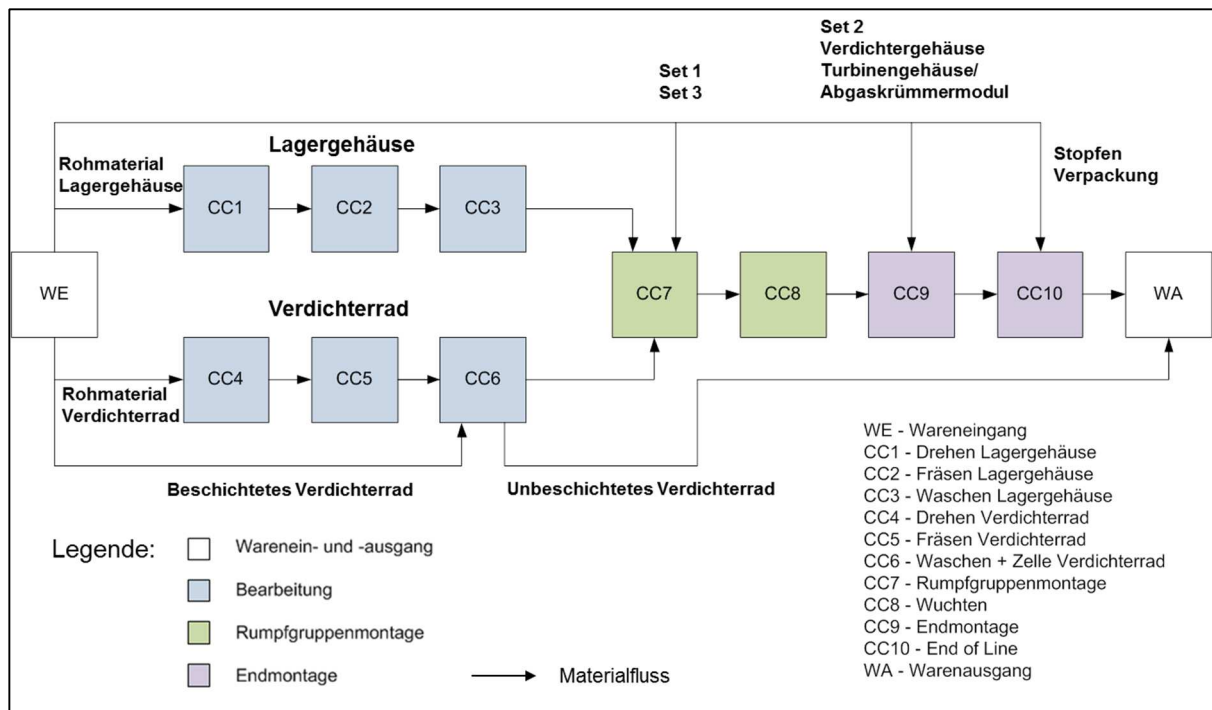 Set 2
Verdichtergehäuse
Turbinengehäuse/
Abgaskrümmermodul
Set 1
Set 3
Lagergehäuse
Rohmaterial
Lagergehäuse
Stopfen
Verpackung
CC1
CC2
CC3
WE
CC7
CC8
CC9
CC10
WA
Verdichterrad
Rohmaterial
Verdichterrad
CC4
CC5
CC6
Beschichtetes Verdichterrad
Unbeschichtetes Verdichterrad
WE - Wareneingang
CC1 - Drehen Lagergehäuse
CC2 - Fräsen Lagergehäuse
CC3 - Waschen Lagergehäuse
CC4 - Drehen Verdichterrad
CC5 - Fräsen Verdichterrad
CC6 - Waschen + Zelle Verdichterrad
CC7 - Rumpfgruppenmontage
CC8 - Wuchten
CC9 - Endmontage
CC10 - End of Line
WA - Warenausgang
Legende:
Warenein- und -ausgang
Bearbeitung
Rumpfgruppenmontage
Endmontage
Materialfluss